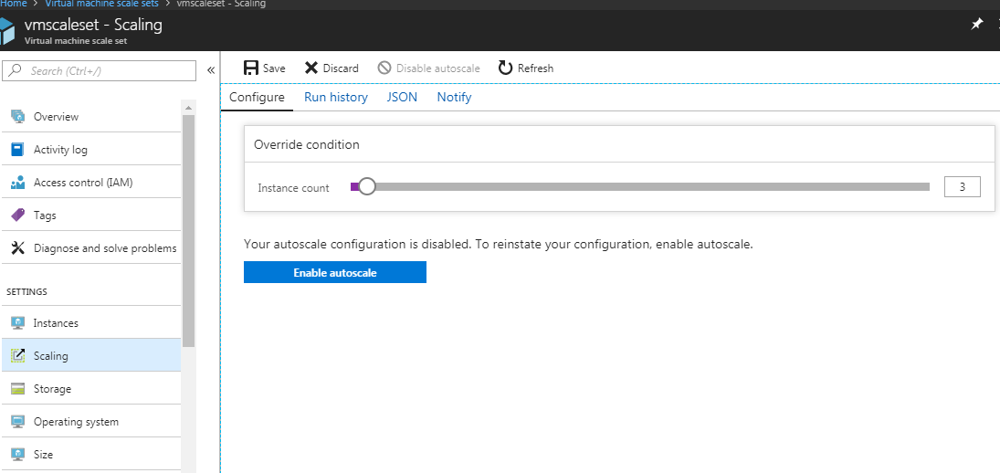 Home > Virtual machine scale sets > vmscaleset - Scaling
vmscaleset - Scaling
Virtual machine scale set
Search (Ctrl+/)
«
Save
Discard
Disable autoscale
Refresh
Configure
Run history
JSON
Notify
Overview
Activity log
Access control (IAM)
Tags
Diagnose and solve problems
SETTINGS
Instances
Scaling
Storage
Operating system
Size
Override condition
Instance count
3
Your autoscale configuration is disabled. To reinstate your configuration, enable autoscale.
Enable autoscale